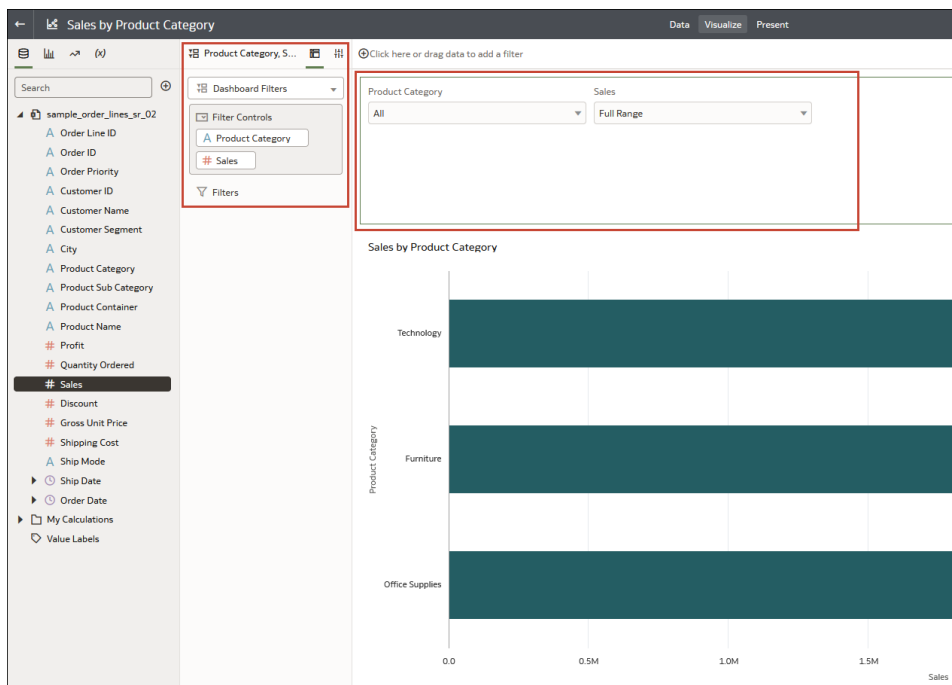 Sales by Product Category
Data Visualize Present
(x)
Search
sample_order_lines_sr_02
A Order Line ID
A Order ID
A Order Priority
A Customer ID
A Customer Name
A Customer Segment
A City
A Product Category
A Product Sub Category
A Product Container
A Product Name
# Profit
# Quantity Ordered
# Sales
# Discount
# Gross Unit Price
# Shipping Cost
A Ship Mode
Ship Date
Order Date
My Calculations
Value Labels
Product Category, S...
Dashboard Filters
Filter Controls
A Product Category
# Sales
Filters
Click here or drag data to add a filter
Product Category Sales
All Full Range
Sales by Product Category
Product Category
Technology
Furniture
Office Supplies
0.0 0.5M 1.0M 1.5M
Sales